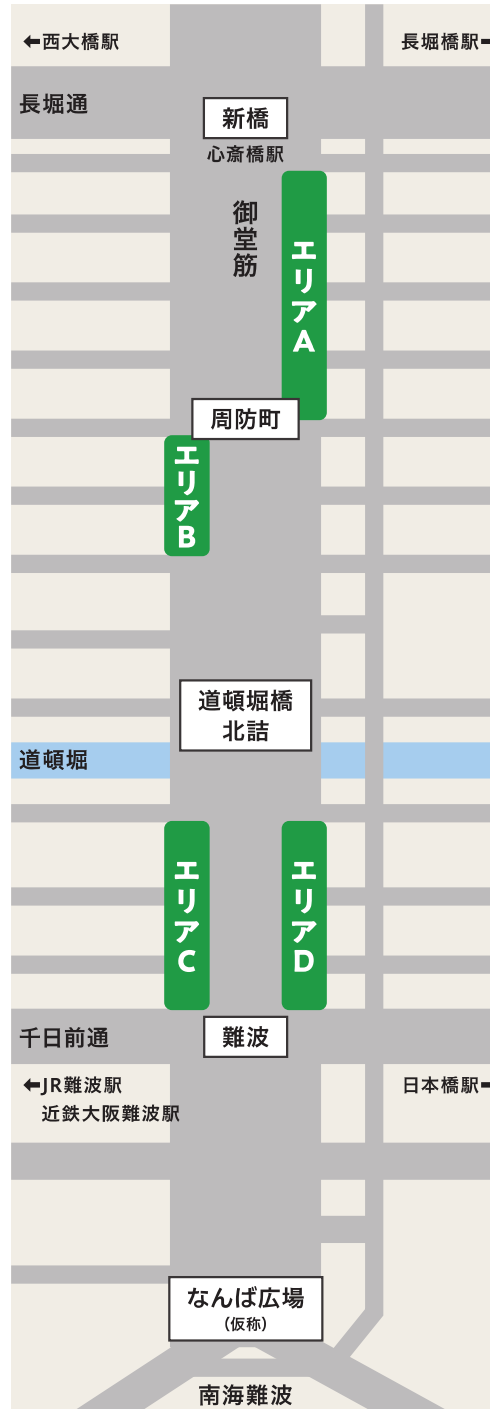 ←西大橋駅
長堀橋駅
長堀通
新橋
心斎橋駅
御堂筋
エリアA
周防町
エリアB
道頓堀橋
北詰
道頓堀
エリアC
エリアD
千日前通
難波
←JR難波駅
近鉄大阪難波駅
日本橋駅
なんば広場
(仮称)
南海難波